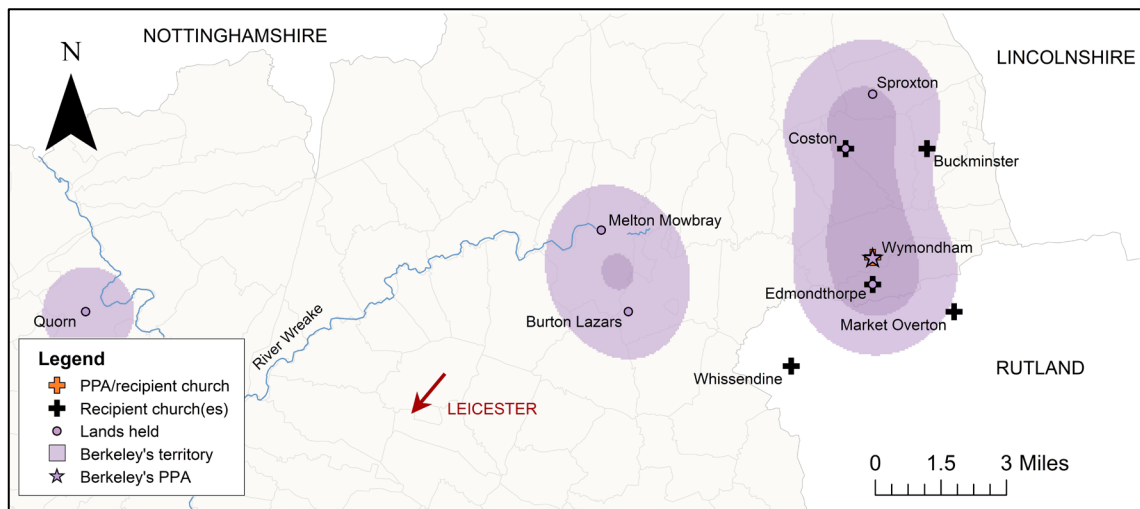 NOTTINGHAMSHIRE
LINCOLNSHIRE
N
Sproxton
Coston
Buckminster
Melton Mowbray
Wymondham
Edmondthorpe
Quorn
Burton Lazars
Market Overton
River Wreake
Whissendine
RUTLAND
LEICESTER
Legend
PPA/recipient church
Recipient church(es)
Lands held
Berkeley's territory
Berkeley's PPA
0 1.5 3 Miles